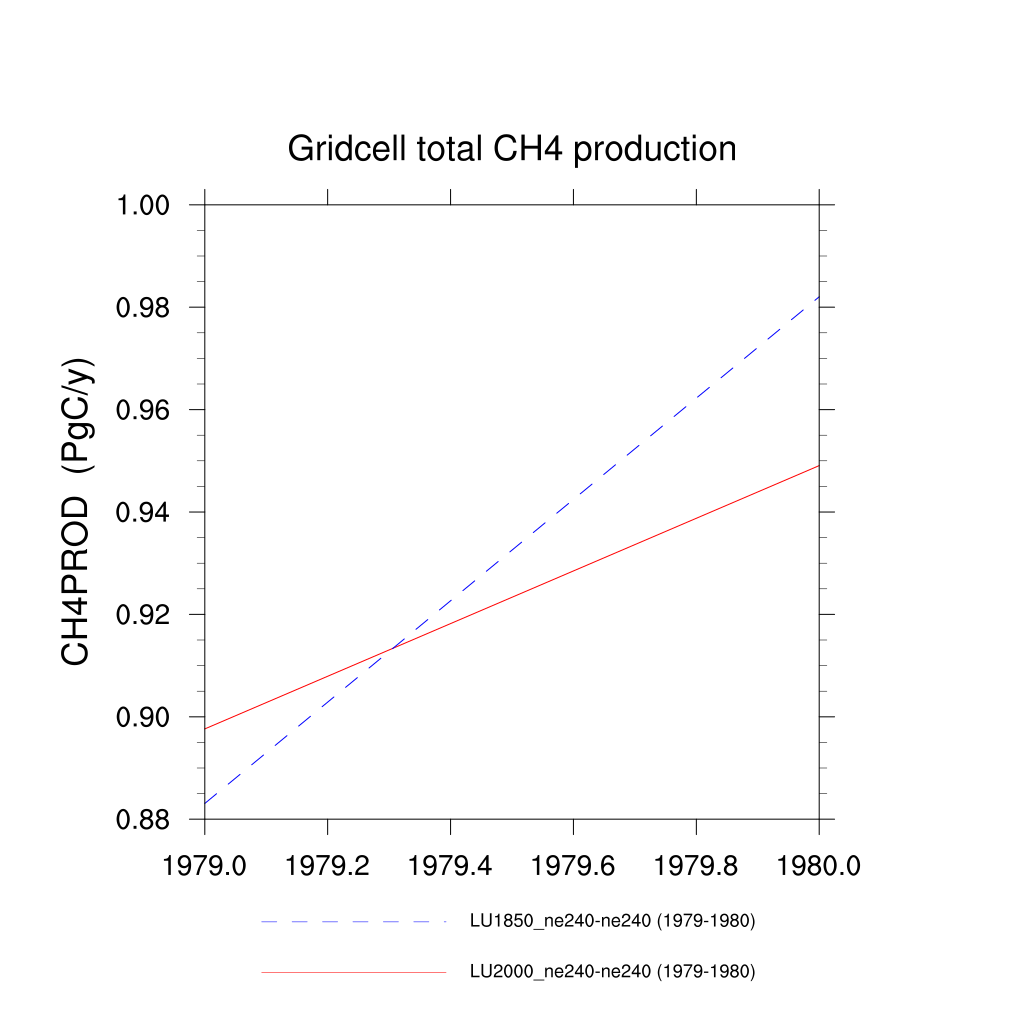 Gridcell total CH4 production
CH4PROD (PgC/y)
1.00
0.98
0.96
0.94
0.92
0.90
0.88
1979.0 1979.2 1979.4 1979.6 1979.8 1980.0
LU1850_ne240-ne240 (1979-1980)
LU2000_ne240-ne240 (1979-1980)